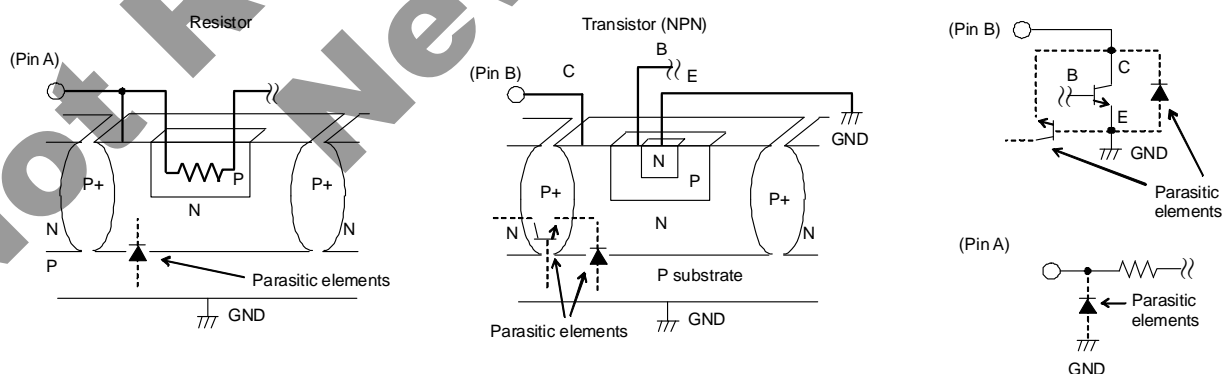 Resistor
(Pin A)
P
N
P+
P+
N
N
P
Parasitic elements
GND
Transistor (NPN)
B
(Pin B)
C
E
GND
N
P
P+
P+
N
N
N
P substrate
Parasitic elements
GND
(Pin B)
C
B
E
GND
Parasitic
elements
(Pin A)
Parasitic
elements
GND